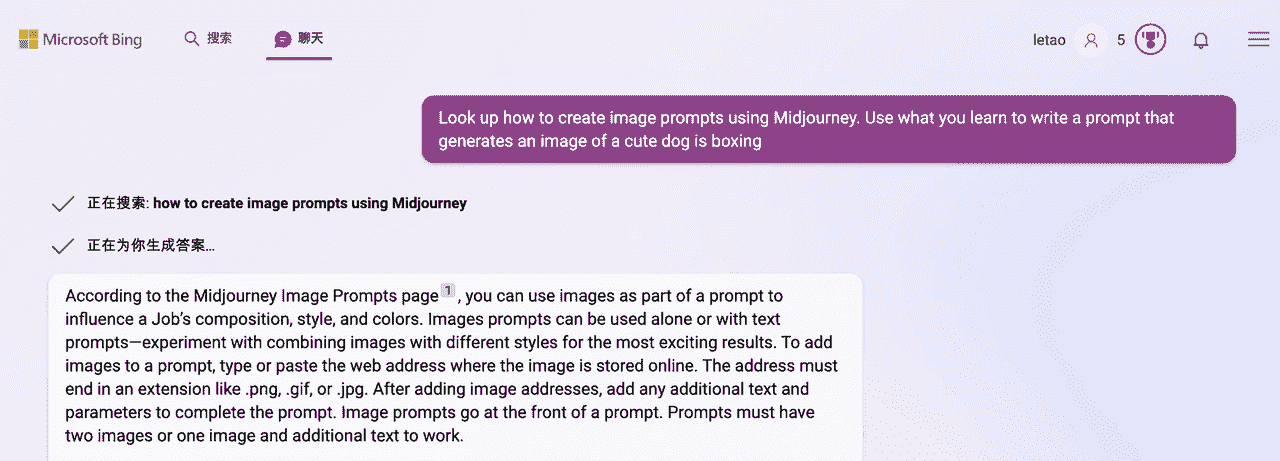 Microsoft Bing 搜索 聊天 letao 5
Look up how to create image prompts using Midjourney. Use what you learn to write a prompt that
generates an image of a cute dog is boxing
正在搜索: how to create image prompts using Midjourney
正在为你生成答案...
According to the Midjourney Image Prompts page 1, you can use images as part of a prompt to
influence a Job's composition, style, and colors. Images prompts can be used alone or with text
prompts—experiment with combining images with different styles for the most exciting results. To add
images to a prompt, type or paste the web address where the image is stored online. The address must
end in an extension like .png, .gif, or .jpg. After adding image addresses, add any additional text and
parameters to complete the prompt. Image prompts go at the front of a prompt. Prompts must have
two images or one image and additional text to work.